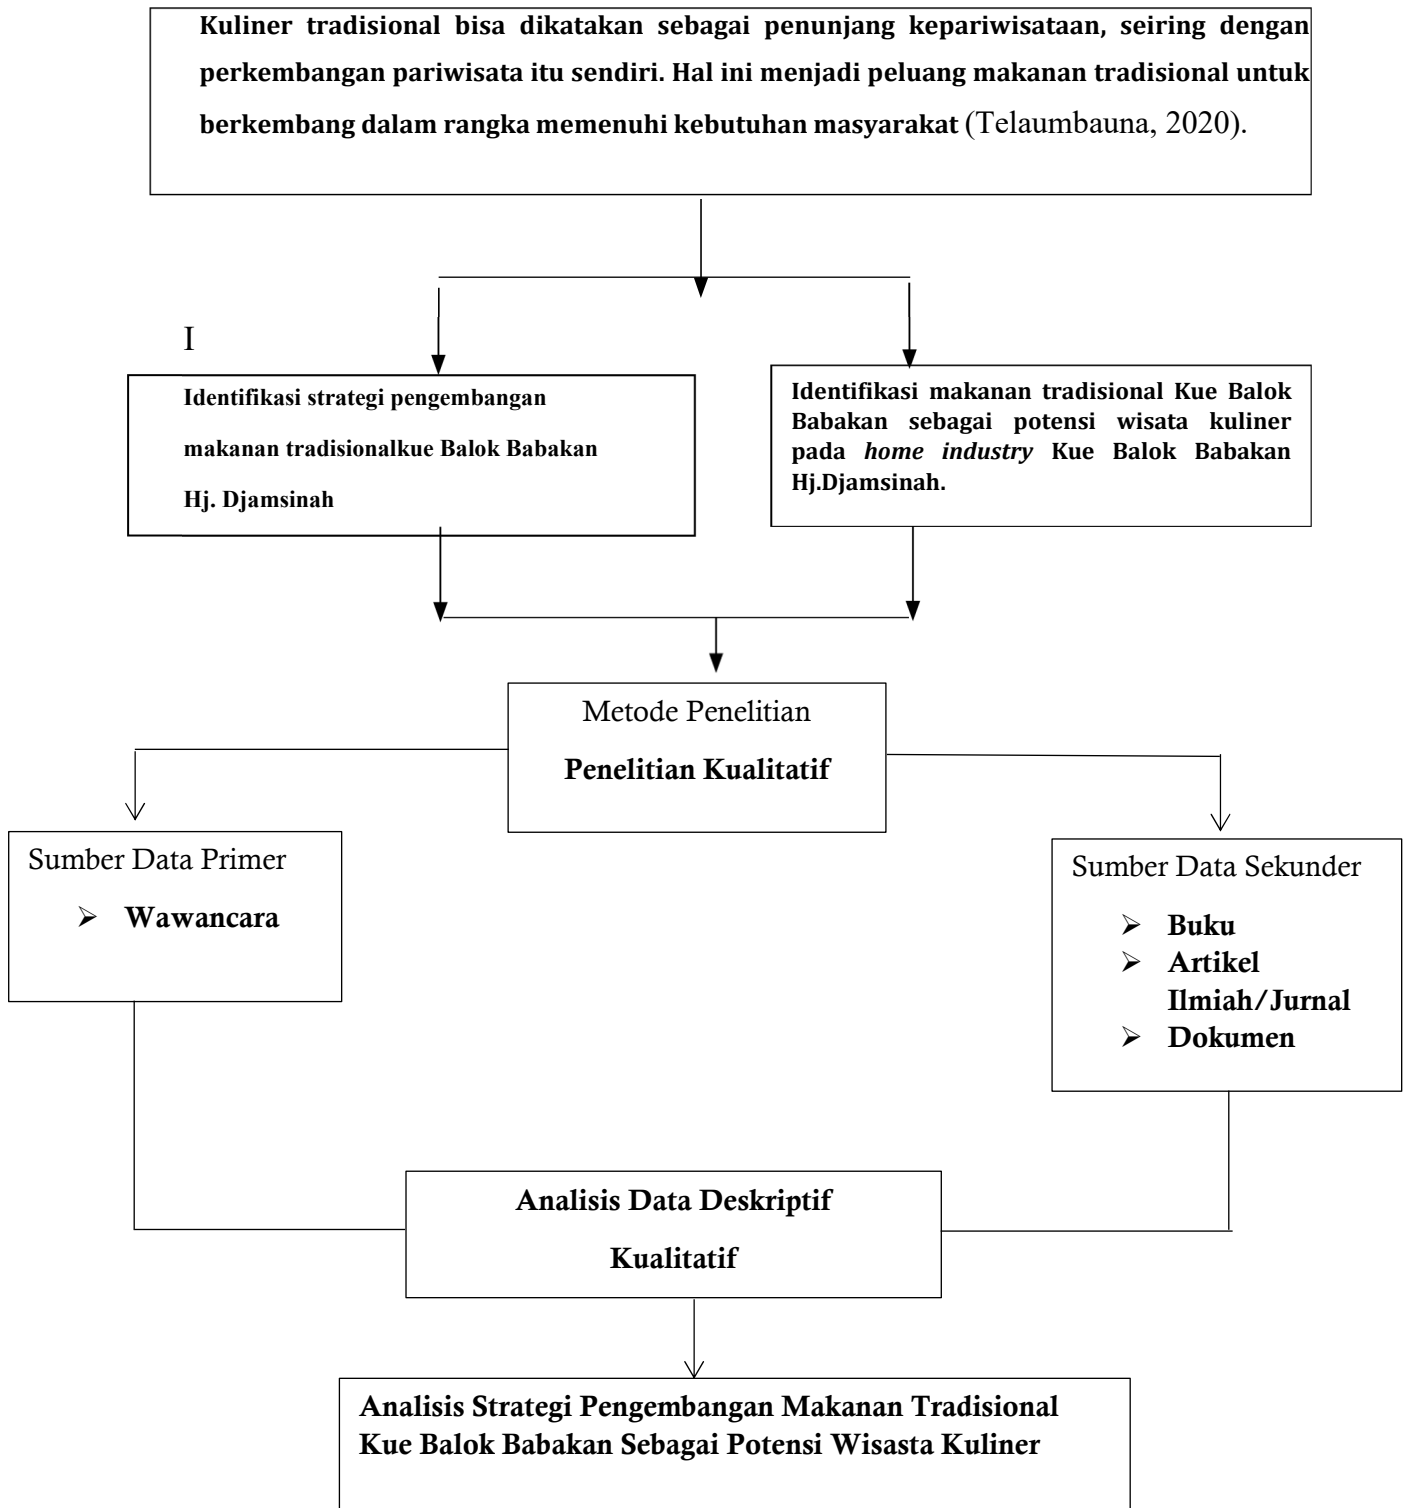 Kuliner tradisional bisa dikatakan sebagai penunjang kepariwisataan, seiring dengan
perkembangan pariwisata itu sendiri. Hal ini menjadi peluang makanan tradisional untuk
berkembang dalam rangka memenuhi kebutuhan masyarakat (Telaumbauna, 2020).
I
Identifikasi strategi pengembangan
makanan tradisionalkue Balok Babakan
Hj. Djamsinah
Identifikasi makanan tradisional Kue Balok
Babakan sebagai potensi wisata kuliner
pada home industry Kue Balok Babakan
Hj.Djamsinah.
Metode Penelitian
Penelitian Kualitatif
Sumber Data Primer
➢ Wawancara
Sumber Data Sekunder
➢ Buku
➢ Artikel
Ilmiah/Jurnal
➢ Dokumen
Analisis Data Deskriptif
Kualitatif
Analisis Strategi Pengembangan Makanan Tradisional
Kue Balok Babakan Sebagai Potensi Wisasta Kuliner